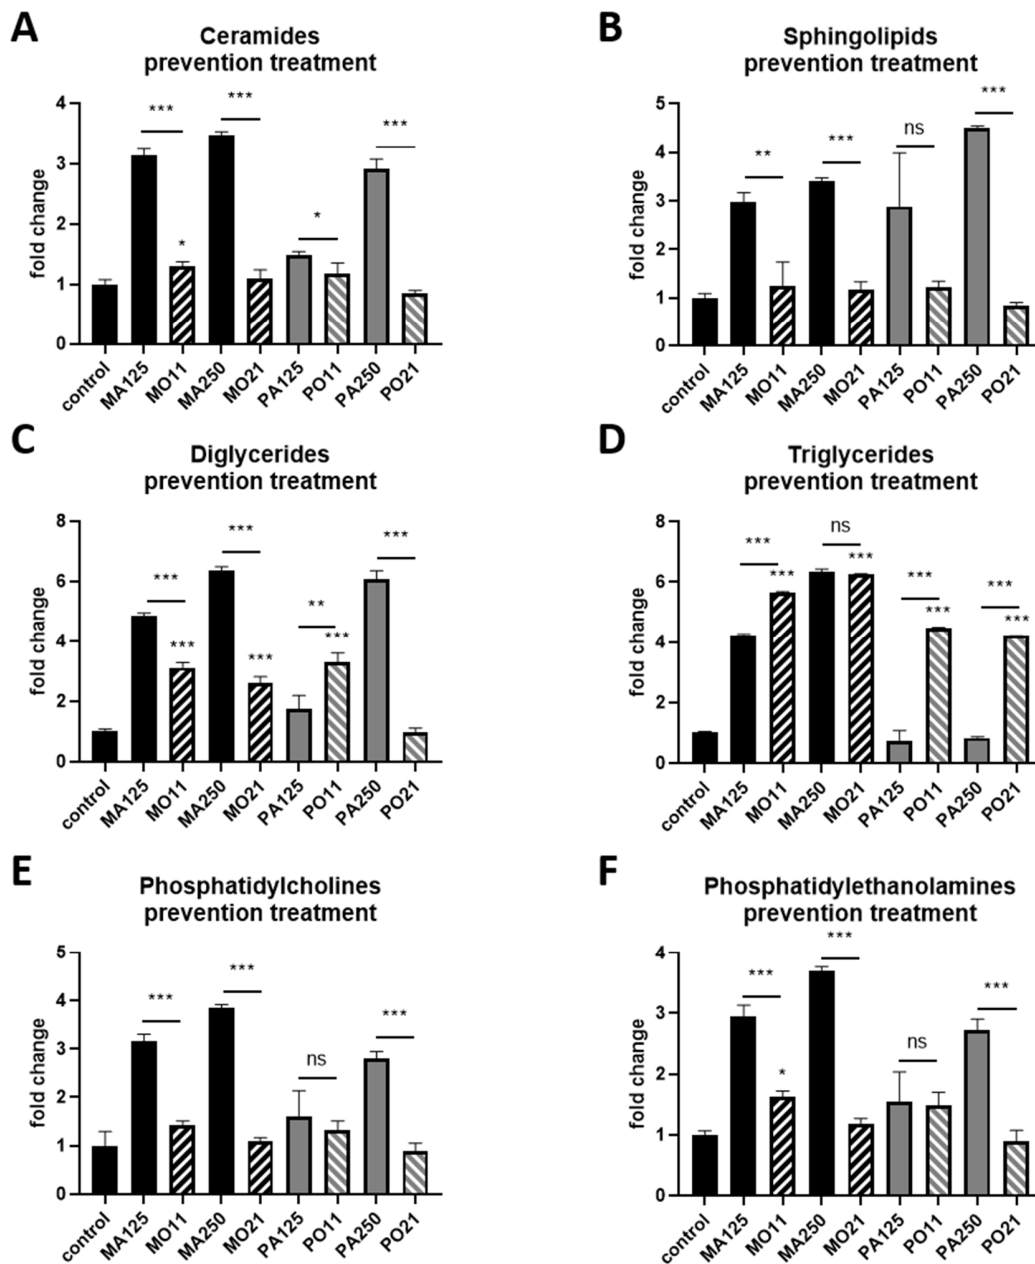 A
Ceramides
prevention treatment
fold change
4
3
2
1
0
***
***
***
*
*
control
MA125
MO11
MA250
MO21
PA125
PO11
PA250
PO21
B
Sphingolipids
prevention treatment
fold change
5
4
3
2
1
0
**
***
ns
***
control
MA125
MO11
MA250
MO21
PA125
PO11
PA250
PO21
C
Diglycerides
prevention treatment
fold change
8
6
4
2
0
***
***
***
***
**
***
***
control
MA125
MO11
MA250
MO21
PA125
PO11
PA250
PO21
D
Triglycerides
prevention treatment
fold change
8
6
4
2
0
***
***
ns
***
***
***
***
***
control
MA125
MO11
MA250
MO21
PA125
PO11
PA250
PO21
E
Phosphatidylcholines
prevention treatment
fold change
5
4
3
2
1
0
***
***
ns
***
control
MA125
MO11
MA250
MO21
PA125
PO11
PA250
PO21
F
Phosphatidylethanolamines
prevention treatment
fold change
4
3
2
1
0
***
*
***
ns
***
control
MA125
MO11
MA250
MO21
PA125
PO11
PA250
PO21